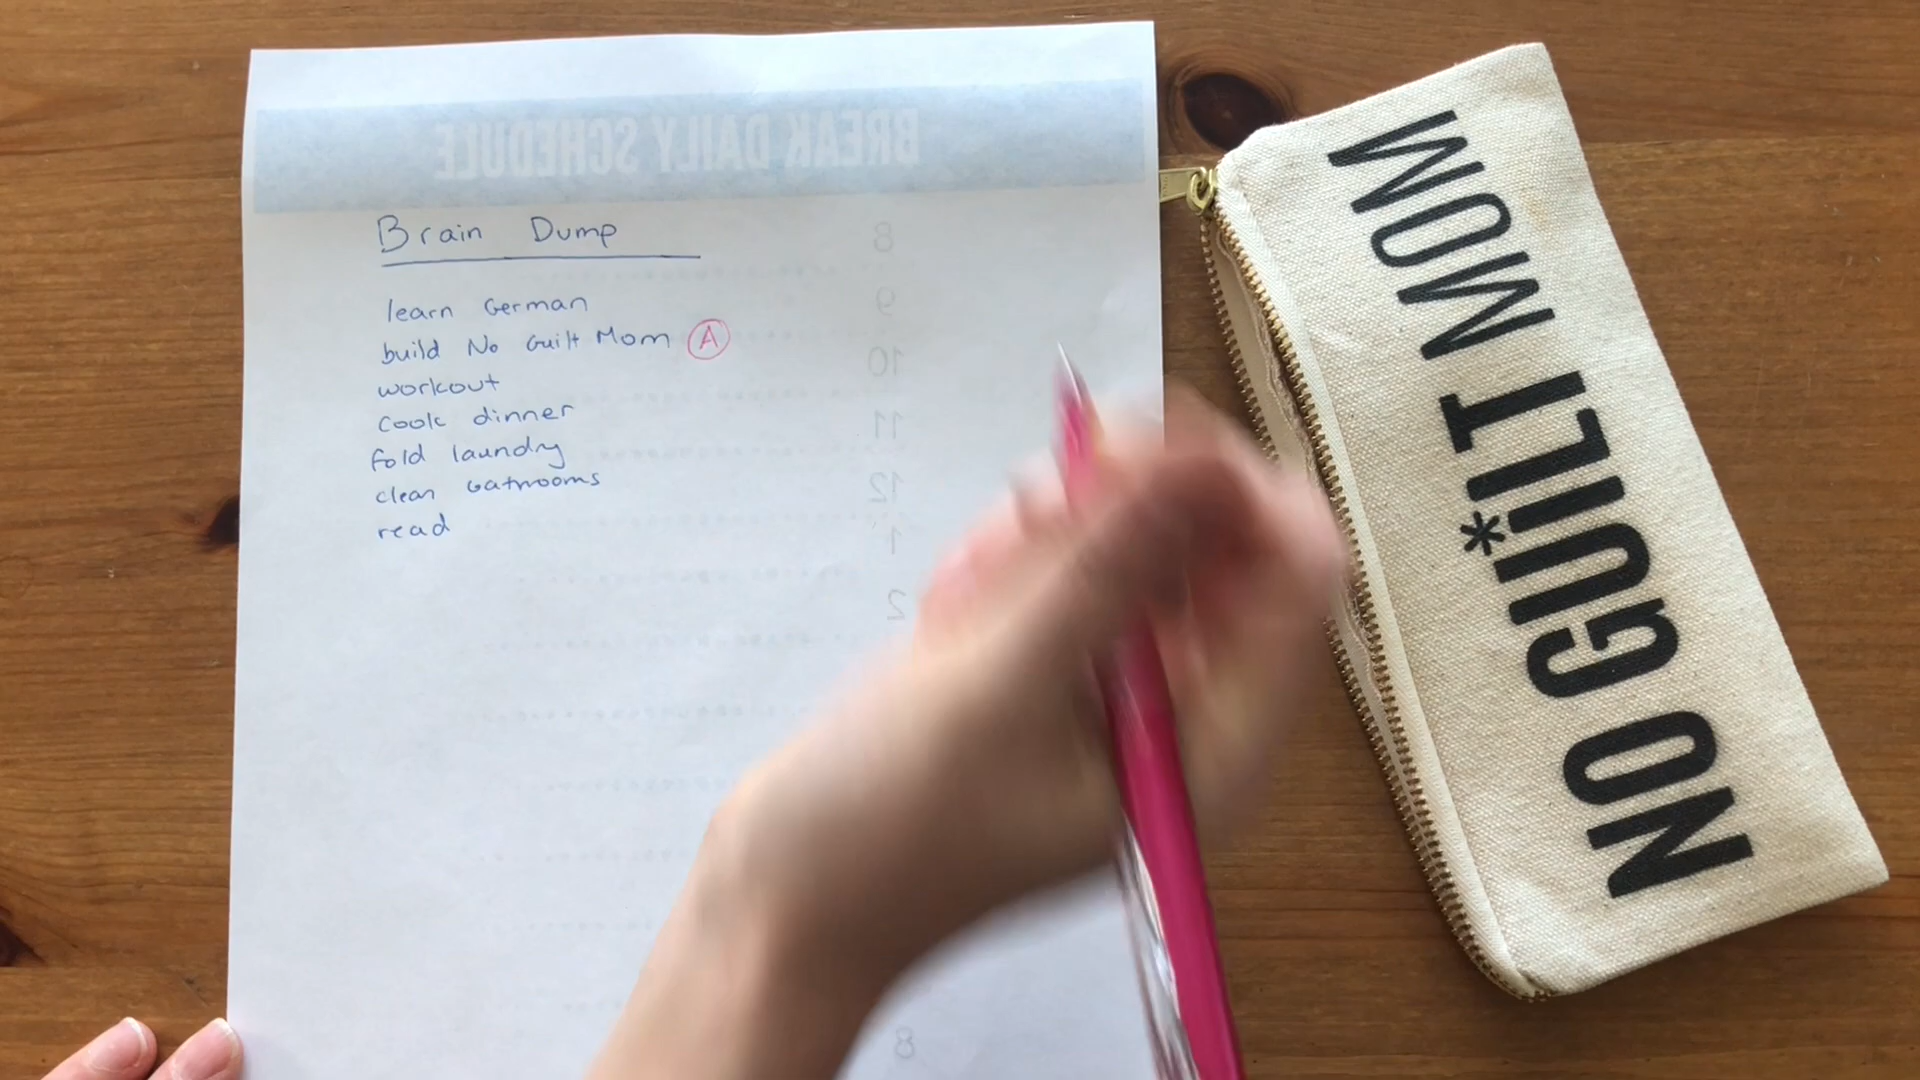 BREAK DAILY SCHEDULE
Brain Dump
learn German
build No Guilt Mom A
workout
cook dinner
fold laundry
clean batrooms
read
8
9
10
11
12
1
2
8
NO GUILT MOM
*